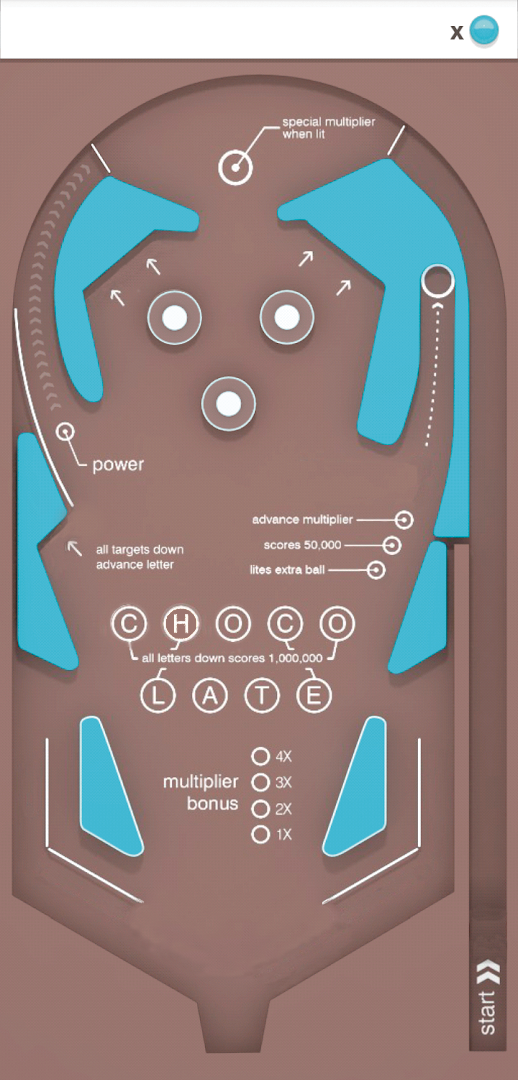 x
special multiplier
when lit
power
advance multiplier
scores 50,000
lites extra ball
all targets down
advance letter
C H O C O
all letters down scores 1,000,000
L A T E
multiplier
bonus
4X
3X
2X
1X
start